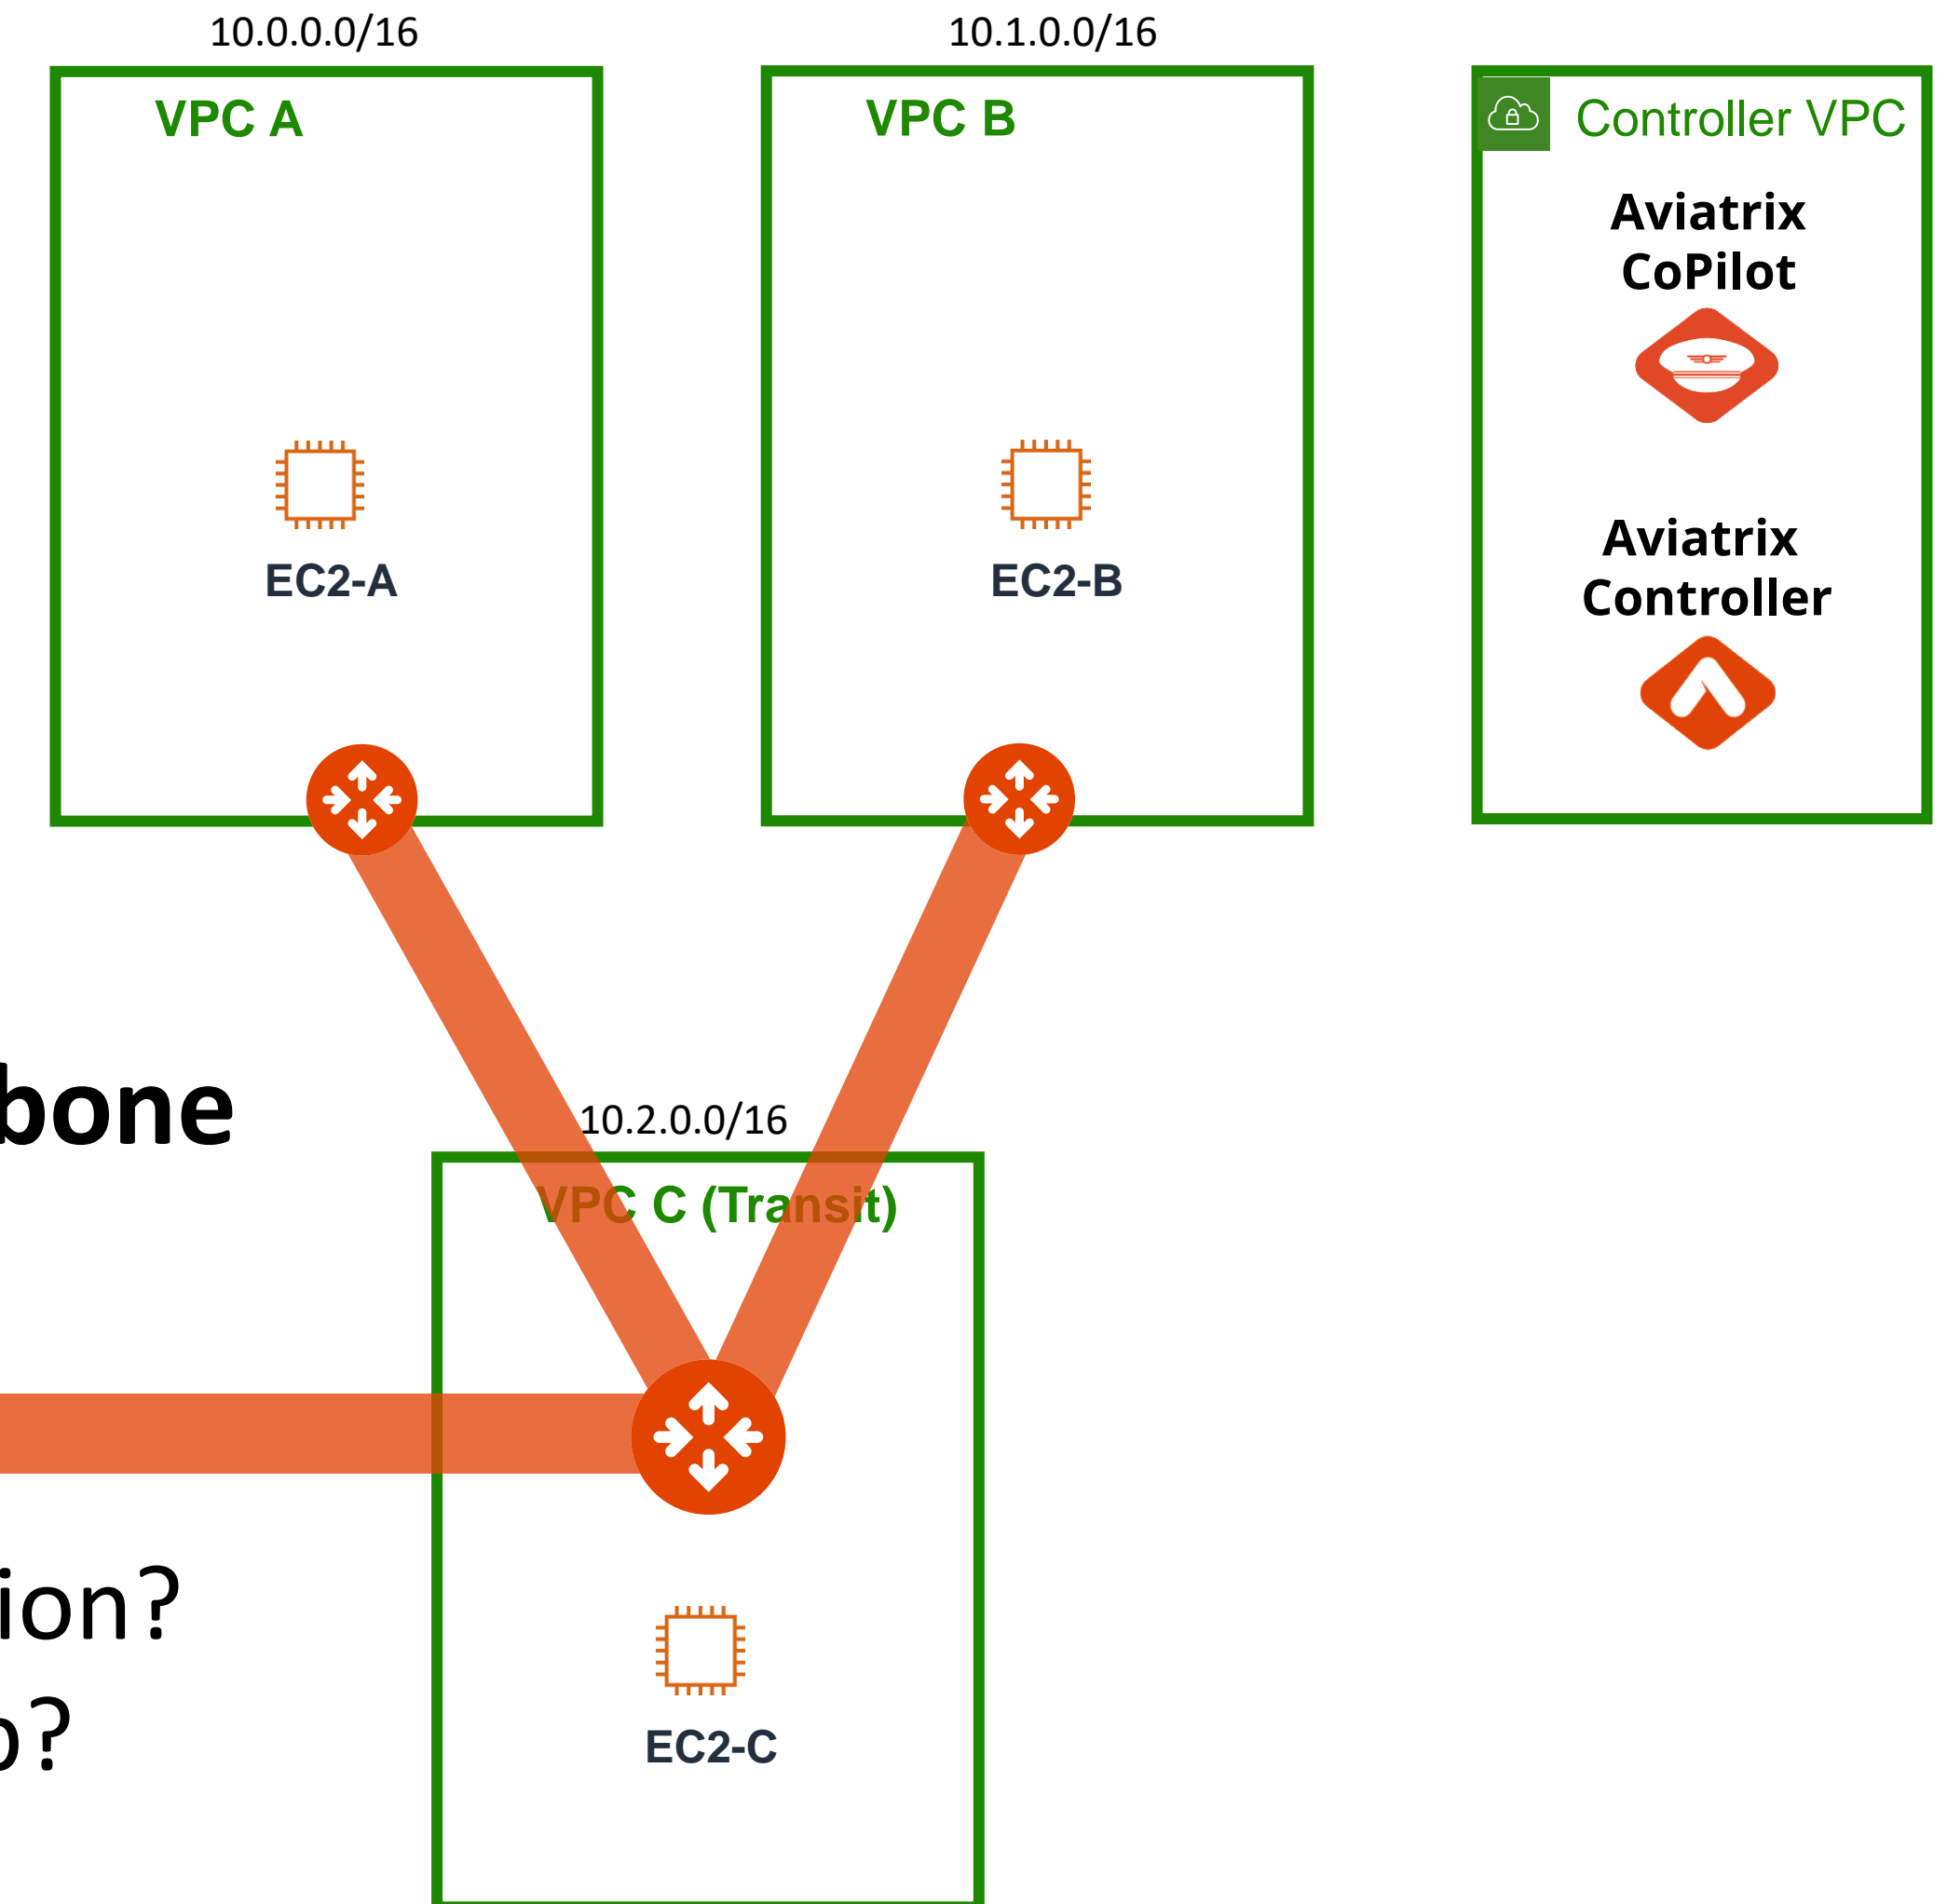 10.0.0.0/16
10.1.0.0/16
VPC A
VPC B
Controller VPC
Aviatrix
CoPilot
EC2-A
EC2-B
Aviatrix
Controller
bone
10.2.0.0/16
VPC C (Transit)
ion?
?
EC2-C